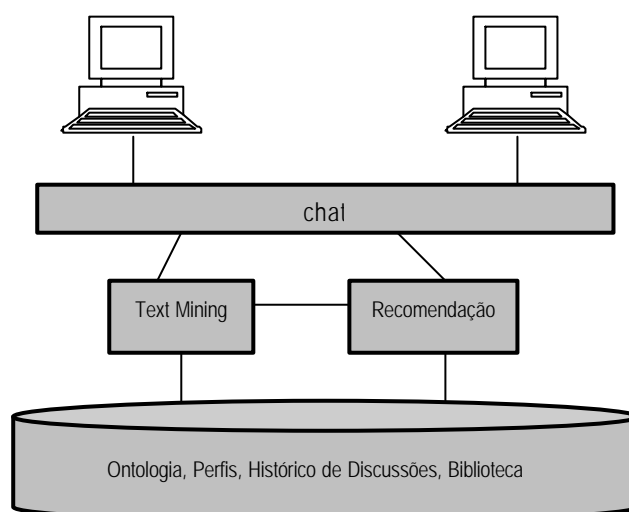 chat
Text Mining
Recomendação
Ontologia, Perfis, Histórico de Discussões, Biblioteca